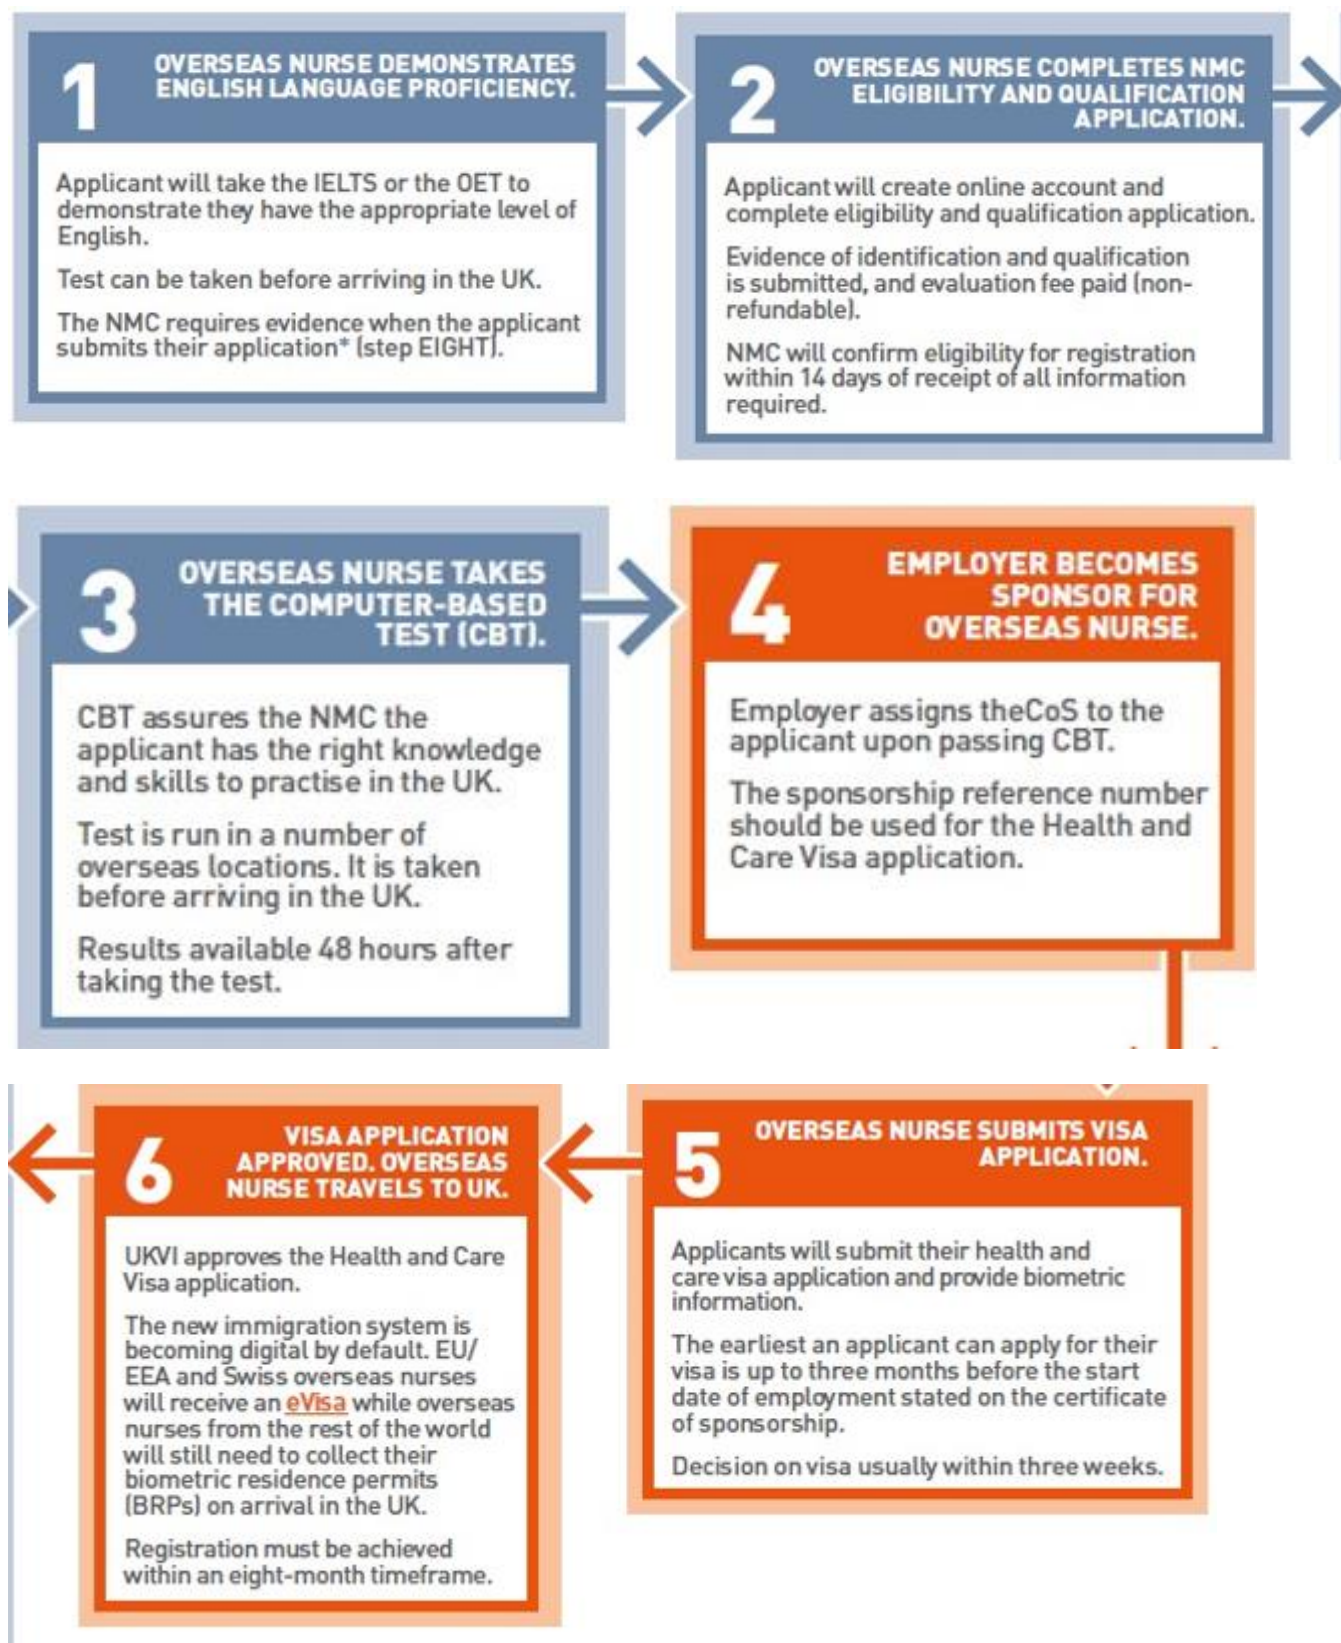 1
OVERSEAS NURSE DEMONSTRATES
ENGLISH LANGUAGE PROFICIENCY.
Applicant will take the IELTS or the OET to
demonstrate they have the appropriate level of
English.
Test can be taken before arriving in the UK.
The NMC requires evidence when the applicant
submits their application* (step EIGHT).
2
OVERSEAS NURSE COMPLETES NMC
ELIGIBILITY AND QUALIFICATION
APPLICATION.
Applicant will create online account and
complete eligibility and qualification application.
Evidence of identification and qualification
is submitted, and evaluation fee paid (non-
refundable).
NMC will confirm eligibility for registration
within 14 days of receipt of all information
required.
3
OVERSEAS NURSE TAKES
THE COMPUTER-BASED
TEST (CBT).
CBT assures the NMC the
applicant has the right knowledge
and skills to practise in the UK.
Test is run in a number of
overseas locations. It is taken
before arriving in the UK.
Results available 48 hours after
taking the test.
4
EMPLOYER BECOMES
SPONSOR FOR
OVERSEAS NURSE.
Employer assigns theCoS to the
applicant upon passing CBT.
The sponsorship reference number
should be used for the Health and
Care Visa application.
5
OVERSEAS NURSE SUBMITS VISA
APPLICATION.
Applicants will submit their health and
care visa application and provide biometric
information.
The earliest an applicant can apply for their
visa is up to three months before the start
date of employment stated on the certificate
of sponsorship.
Decision on visa usually within three weeks.
6
VISA APPLICATION
APPROVED. OVERSEAS
NURSE TRAVELS TO UK.
UKVI approves the Health and Care
Visa application.
The new immigration system is
becoming digital by default. EU/
EEA and Swiss overseas nurses
will receive an eVisa while overseas
nurses from the rest of the world
will still need to collect their
biometric residence permits
(BRPs) on arrival in the UK.
Registration must be achieved
within an eight-month timeframe.